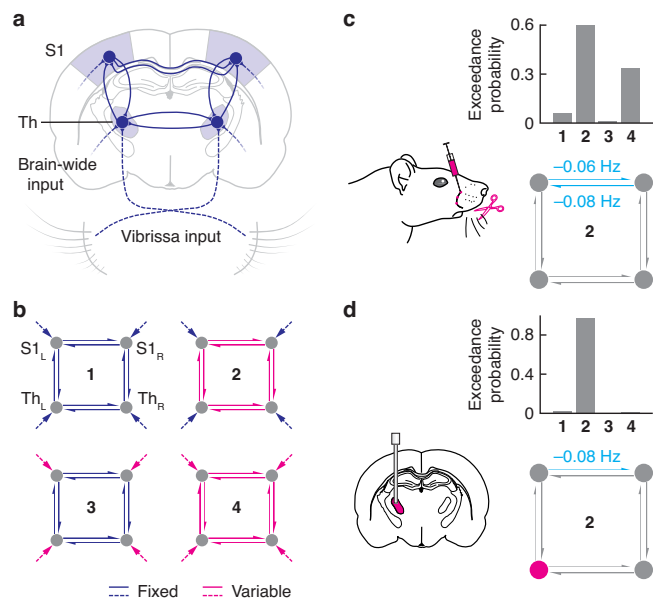 a
S1
Th
Brain-wide
input
Vibrissa input
b
S1L
S1R
1
ThL
ThR
2
3
4
Fixed
Variable
c
Exceedance
probability
0.6
0.3
0
1 2 3 4
–0.06 Hz
–0.08 Hz
2
d
Exceedance
probability
0.8
0.4
0
1 2 3 4
–0.08 Hz
2